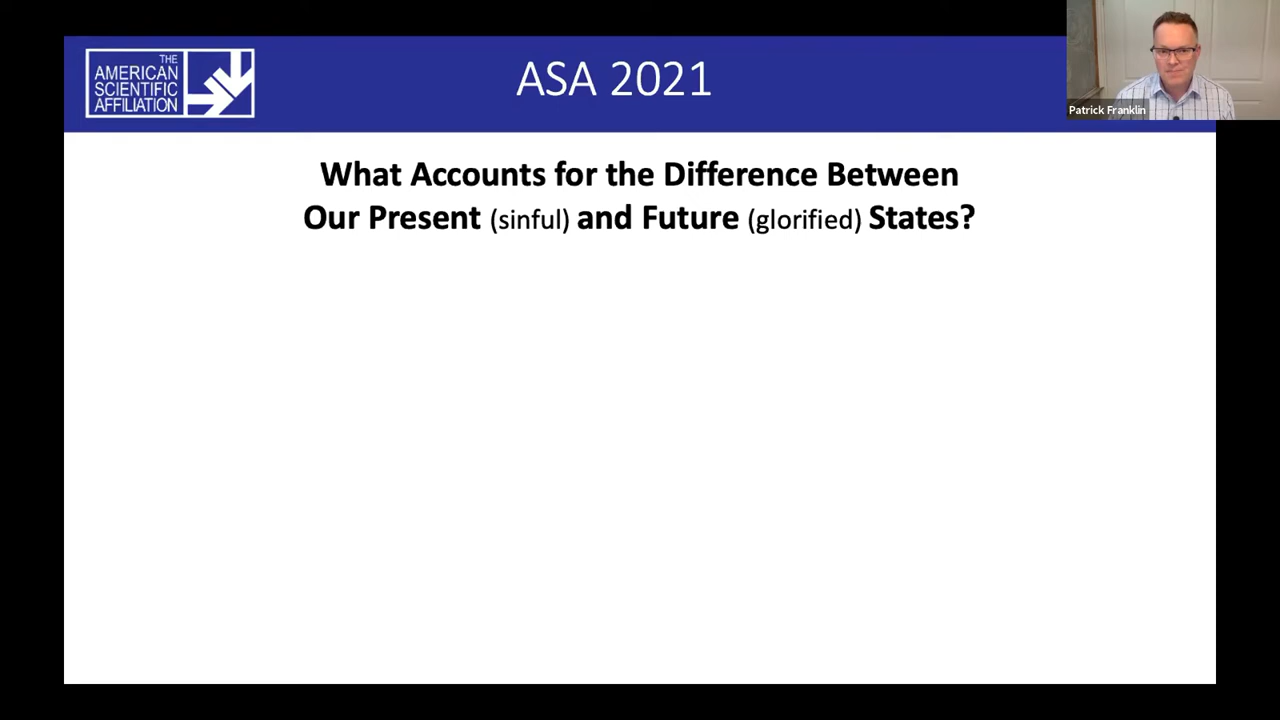 THE
AMERICAN
SCIENTIFIC
AFFILIATION
ASA 2021
Patrick Franklin
What Accounts for the Difference Between
Our Present (sinful) and Future (glorified) States?